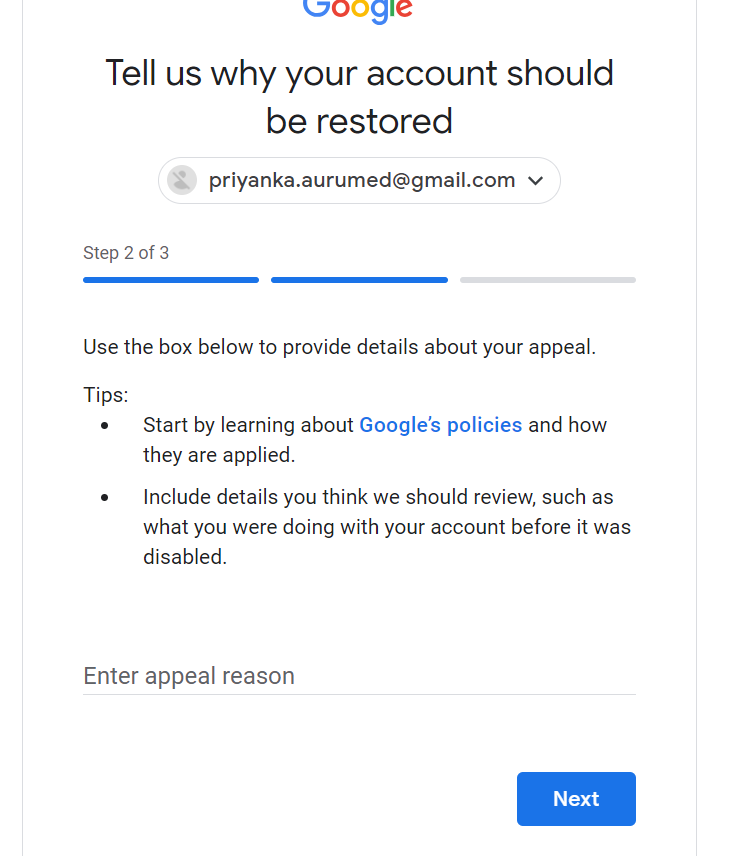 Google
Tell us why your account should
be restored
priyanka.aurumed@gmail.com
Step 2 of 3
Use the box below to provide details about your appeal.
Tips:
• Start by learning about Google’s policies and how
they are applied.
• Include details you think we should review, such as
what you were doing with your account before it was
disabled.
Enter appeal reason
Next